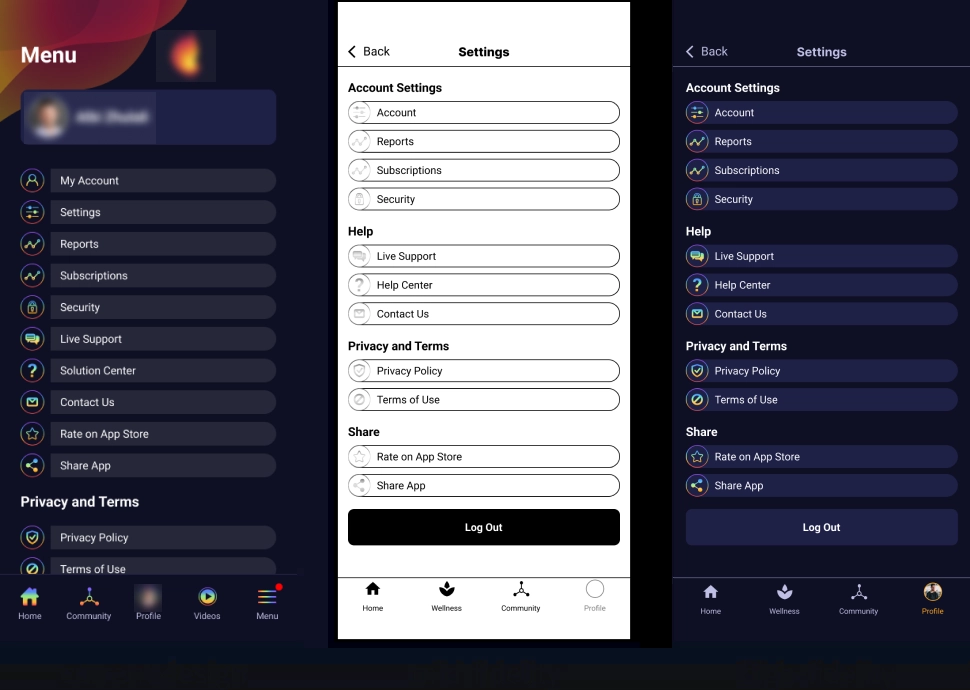 Menu
My Account
Settings
Reports
Subscriptions
Security
Live Support
Solution Center
Contact Us
Rate on App Store
Share App
Privacy and Terms
Privacy Policy
Terms of Use
Home
Community
Profile
Videos
Menu
Back
Settings
Account Settings
Account
Reports
Subscriptions
Security
Help
Live Support
Help Center
Contact Us
Privacy and Terms
Privacy Policy
Terms of Use
Share
Rate on App Store
Share App
Log Out
Home
Wellness
Community
Profile
Back
Settings
Account Settings
Account
Reports
Subscriptions
Security
Help
Live Support
Help Center
Contact Us
Privacy and Terms
Privacy Policy
Terms of Use
Share
Rate on App Store
Share App
Log Out
Home
Wellness
Community
Profile